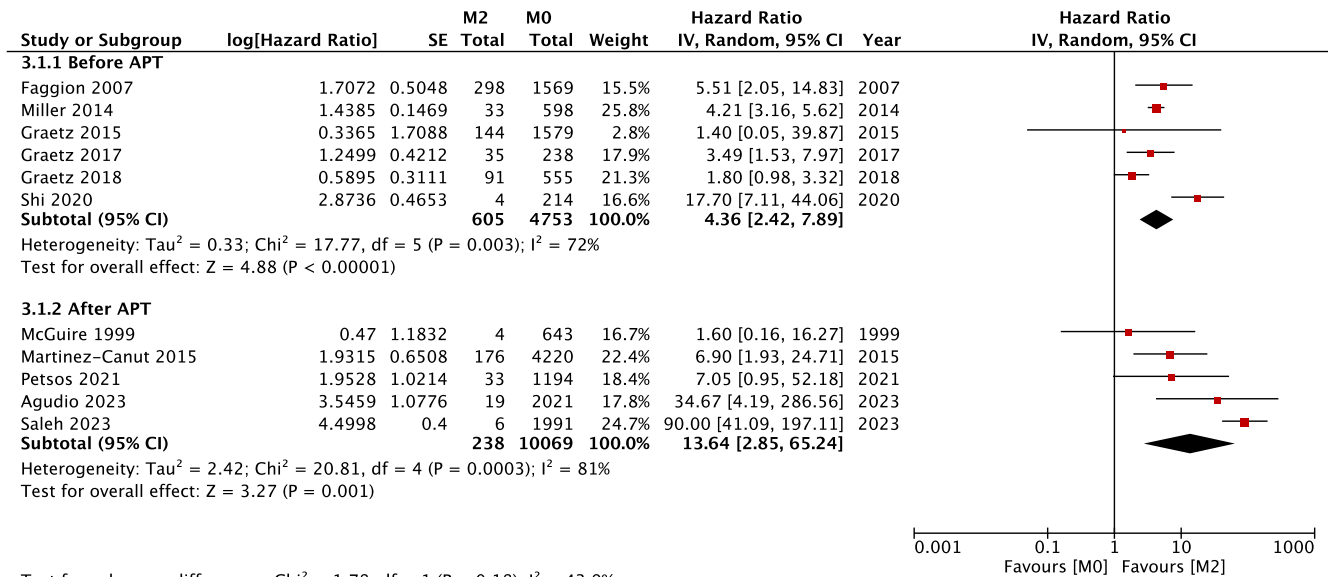 M2 M0 Hazard Ratio Hazard Ratio
Study or Subgroup log[Hazard Ratio] SE Total Total Weight IV, Random, 95% CI Year IV, Random, 95% CI
3.1.1 Before APT
Faggion 2007 1.7072 0.5048 298 1569 15.5% 5.51 [2.05, 14.83] 2007
Miller 2014 1.4385 0.1469 33 598 25.8% 4.21 [3.16, 5.62] 2014
Graetz 2015 0.3365 1.7088 144 1579 2.8% 1.40 [0.05, 39.87] 2015
Graetz 2017 1.2499 0.4212 35 238 17.9% 3.49 [1.53, 7.97] 2017
Graetz 2018 0.5895 0.3111 91 555 21.3% 1.80 [0.98, 3.32] 2018
Shi 2020 2.8736 0.4653 4 214 16.6% 17.70 [7.11, 44.06] 2020
Subtotal (95% CI) 605 4753 100.0% 4.36 [2.42, 7.89]
Heterogeneity: Tau² = 0.33; Chi² = 17.77, df = 5 (P = 0.003); I² = 72%
Test for overall effect: Z = 4.88 (P < 0.00001)
3.1.2 After APT
McGuire 1999 0.47 1.1832 4 643 16.7% 1.60 [0.16, 16.27] 1999
Martinez-Canut 2015 1.9315 0.6508 176 4220 22.4% 6.90 [1.93, 24.71] 2015
Petsos 2021 1.9528 1.0214 33 1194 18.4% 7.05 [0.95, 52.18] 2021
Agudio 2023 3.5459 1.0776 19 2021 17.8% 34.67 [4.19, 286.56] 2023
Saleh 2023 4.4998 0.4 6 1991 24.7% 90.00 [41.09, 197.11] 2023
Subtotal (95% CI) 238 10069 100.0% 13.64 [2.85, 65.24]
Heterogeneity: Tau² = 2.42; Chi² = 20.81, df = 4 (P = 0.0003); I² = 81%
Test for overall effect: Z = 3.27 (P = 0.001)
0.001 0.1 1 10 1000
Favours [M0] Favours [M2]